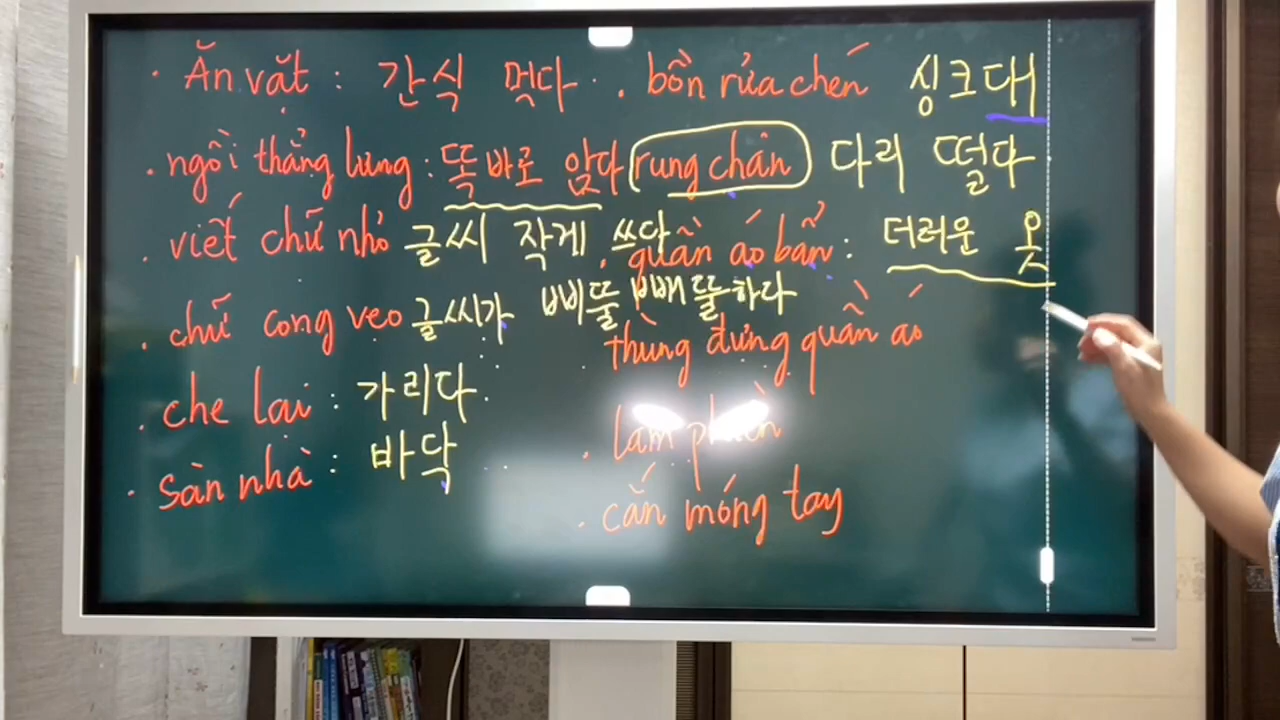 . Ăn vặt : 간식 먹다 . bồn rửa chén 싱크대
. ngồi thẳng lưng : 똑바로 앉다 rung chân 다리 떨다
. viết chữ nhỏ 글씨 작게 쓰다 . quần áo bẩn : 더러운 옷
. chữ cong vẹo 글씨가 삐뚤빼뚤하다
. thùng đựng quần áo
. che lại : 가리다
. làm phiền
. sàn nhà : 바닥
. cắn móng tay